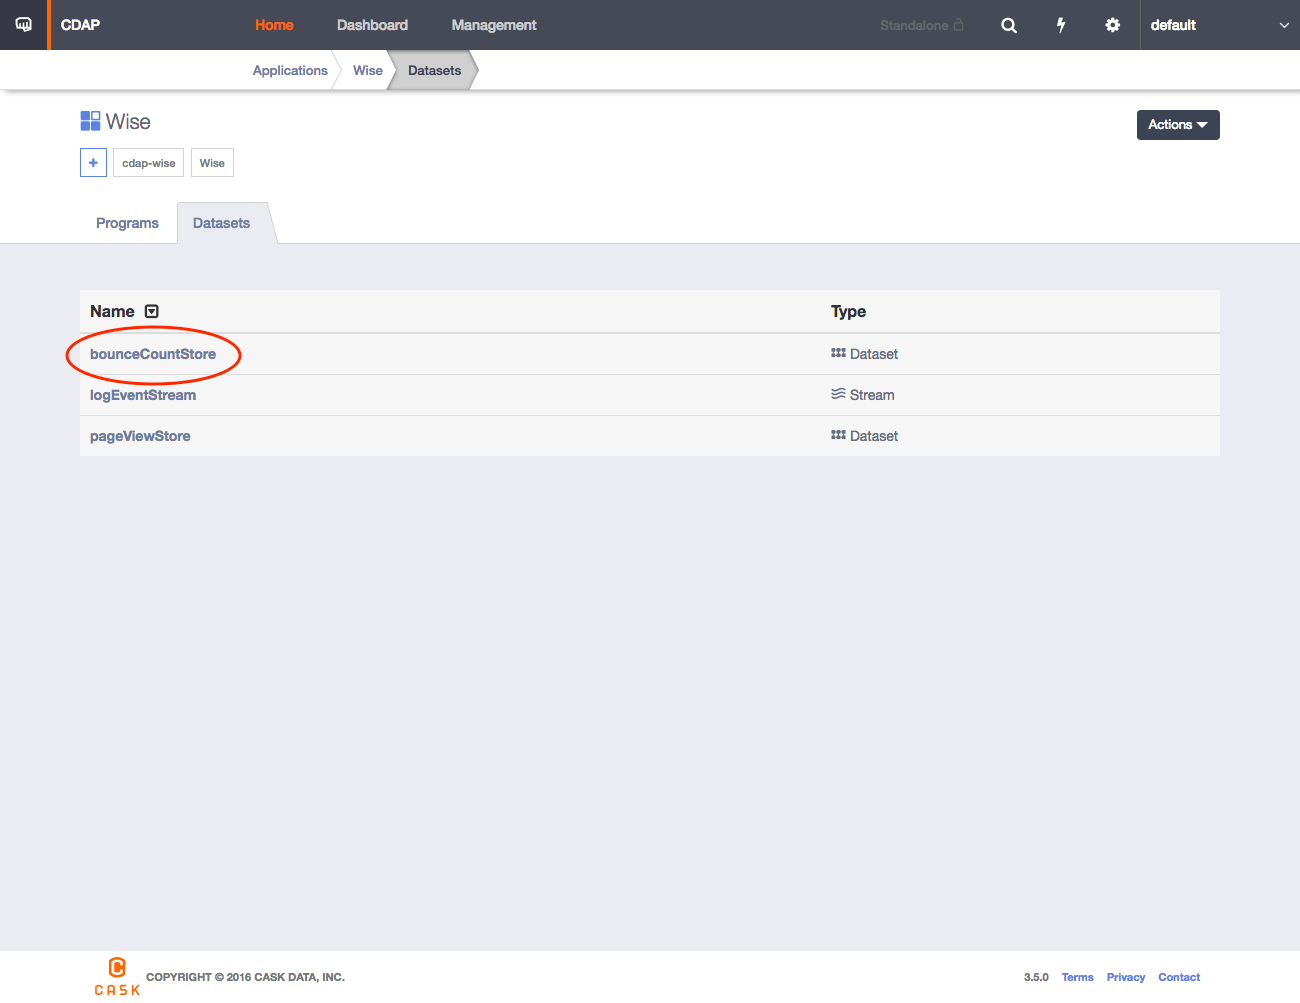 CDAP Home Dashboard Management Standalone default
Applications Wise Datasets
Wise
Actions
+ cdap-wise Wise
Programs Datasets
Name Type
bounceCountStore Dataset
logEventStream Stream
pageViewStore Dataset
CASK COPYRIGHT © 2016 CASK DATA, INC. 3.5.0 Terms Privacy Contact